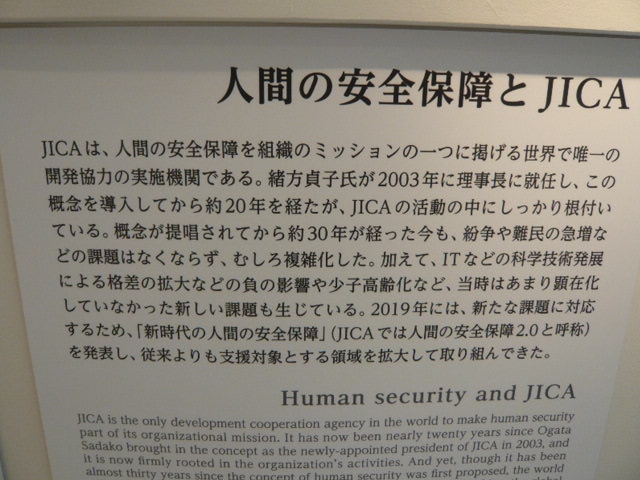 人間の安全保障とJICA
JICAは、人間の安全保障を組織のミッションの一つに掲げる世界で唯一の
開発協力の実施機関である。緒方貞子氏が2003年に理事長に就任し、この
概念を導入してから約20年を経たが、JICAの活動の中にしっかり根付い
ている。概念が提唱されてから約30年が経った今も、紛争や難民の急増な
どの課題はなくならず、むしろ複雑化した。加えて、ITなどの科学技術発展
による格差の拡大などの負の影響や少子高齢化など、当時はあまり顕在化
していなかった新しい課題も生じている。2019年には、新たな課題に対応
するため、「新時代の人間の安全保障」（JICAでは人間の安全保障2.0と呼称）
を発表し、従来よりも支援対象とする領域を拡大して取り組んできた。
Human security and JICA
JICA is the only development cooperation agency in the world to make human security
part of its organizational mission. It has now been nearly twenty years since Ogata
Sadako brought in the concept as the newly-appointed president of JICA in 2003, and
it is now firmly rooted in the organization's activities. And yet, though it has been
almost thirty years since the concept of human security was first proposed, the world
global